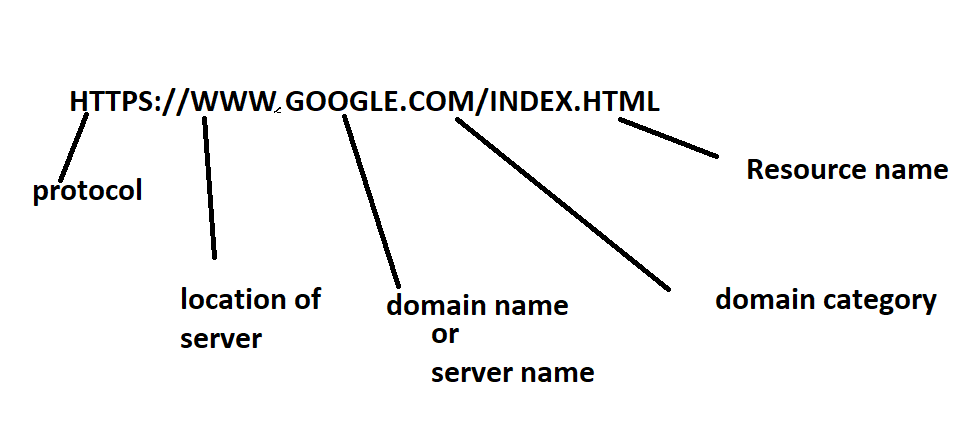 HTTPS://WWW.GOOGLE.COM/INDEX.HTML
protocol
Resource name
location of
server
domain name
or
server name
domain category